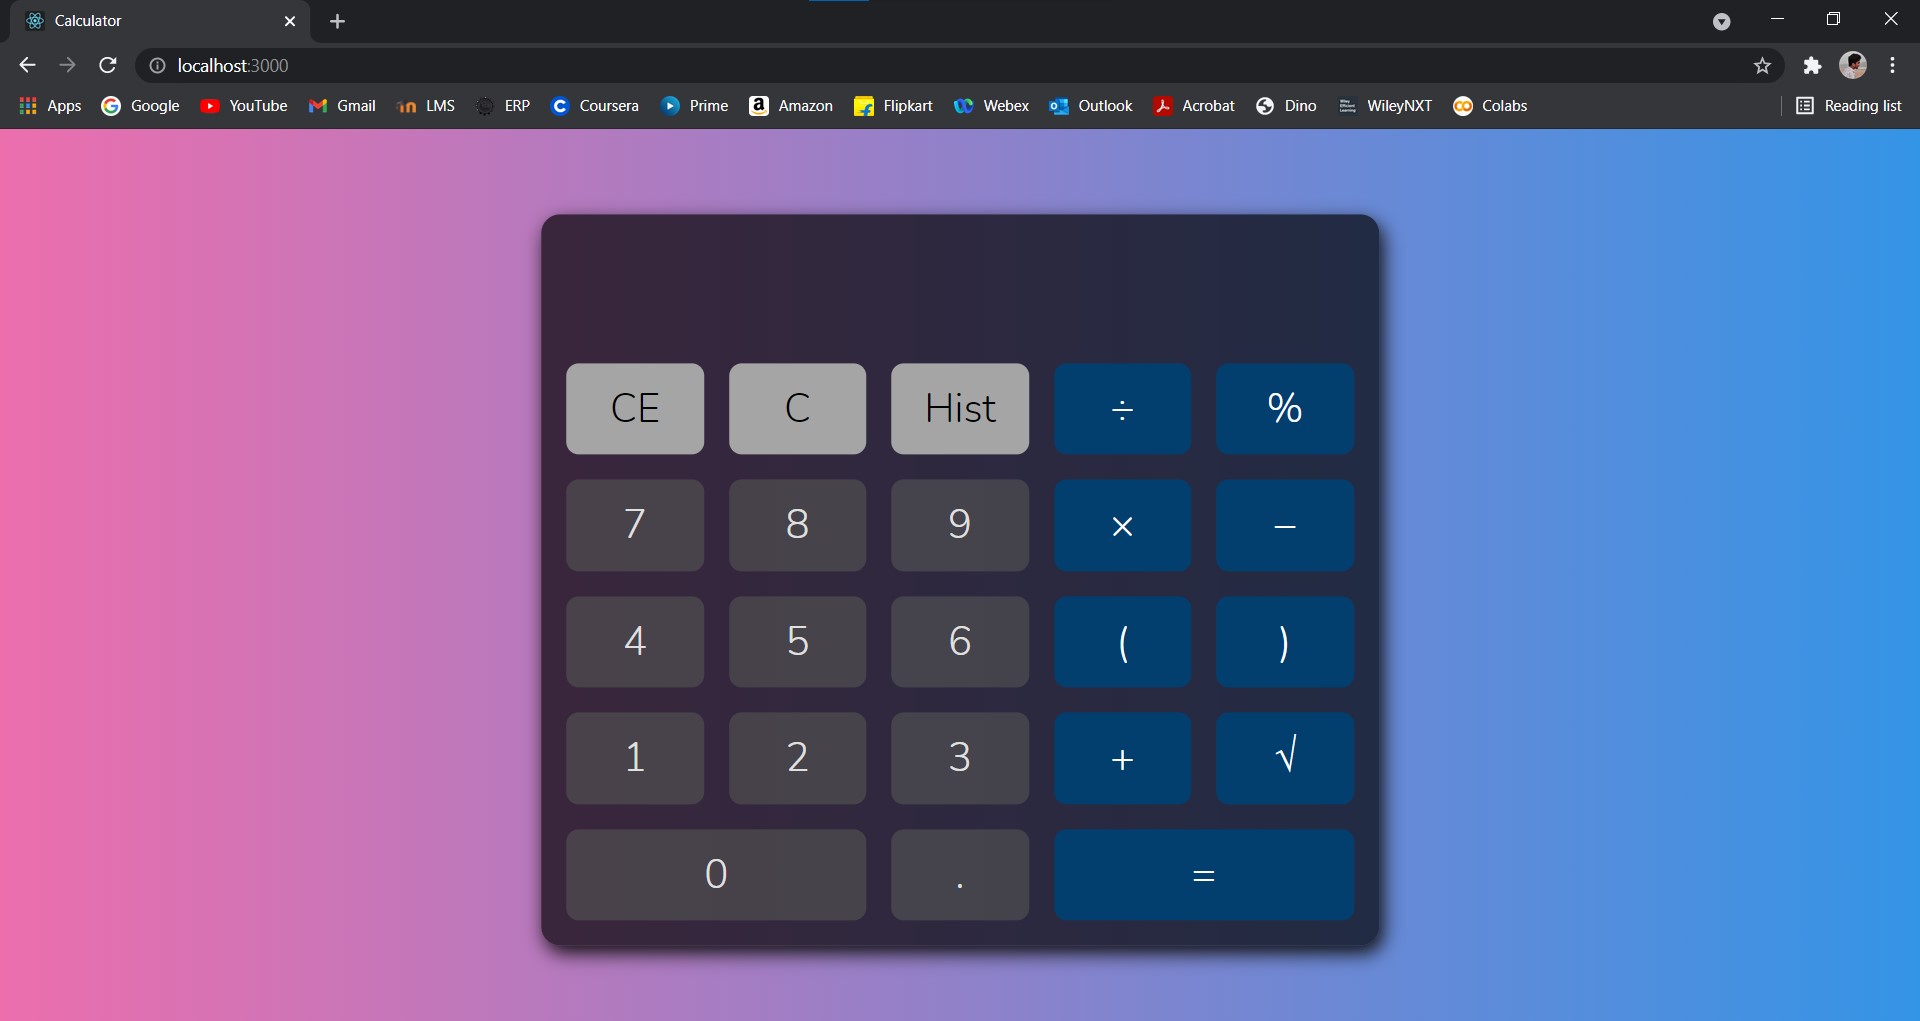 Calculator
localhost:3000
Apps Google YouTube Gmail LMS ERP Coursera Prime Amazon Flipkart Webex Outlook Acrobat Dino WileyNXT Colabs Reading list
CE C Hist ÷ %
7 8 9 × −
4 5 6 ( )
1 2 3 + √
0 . =